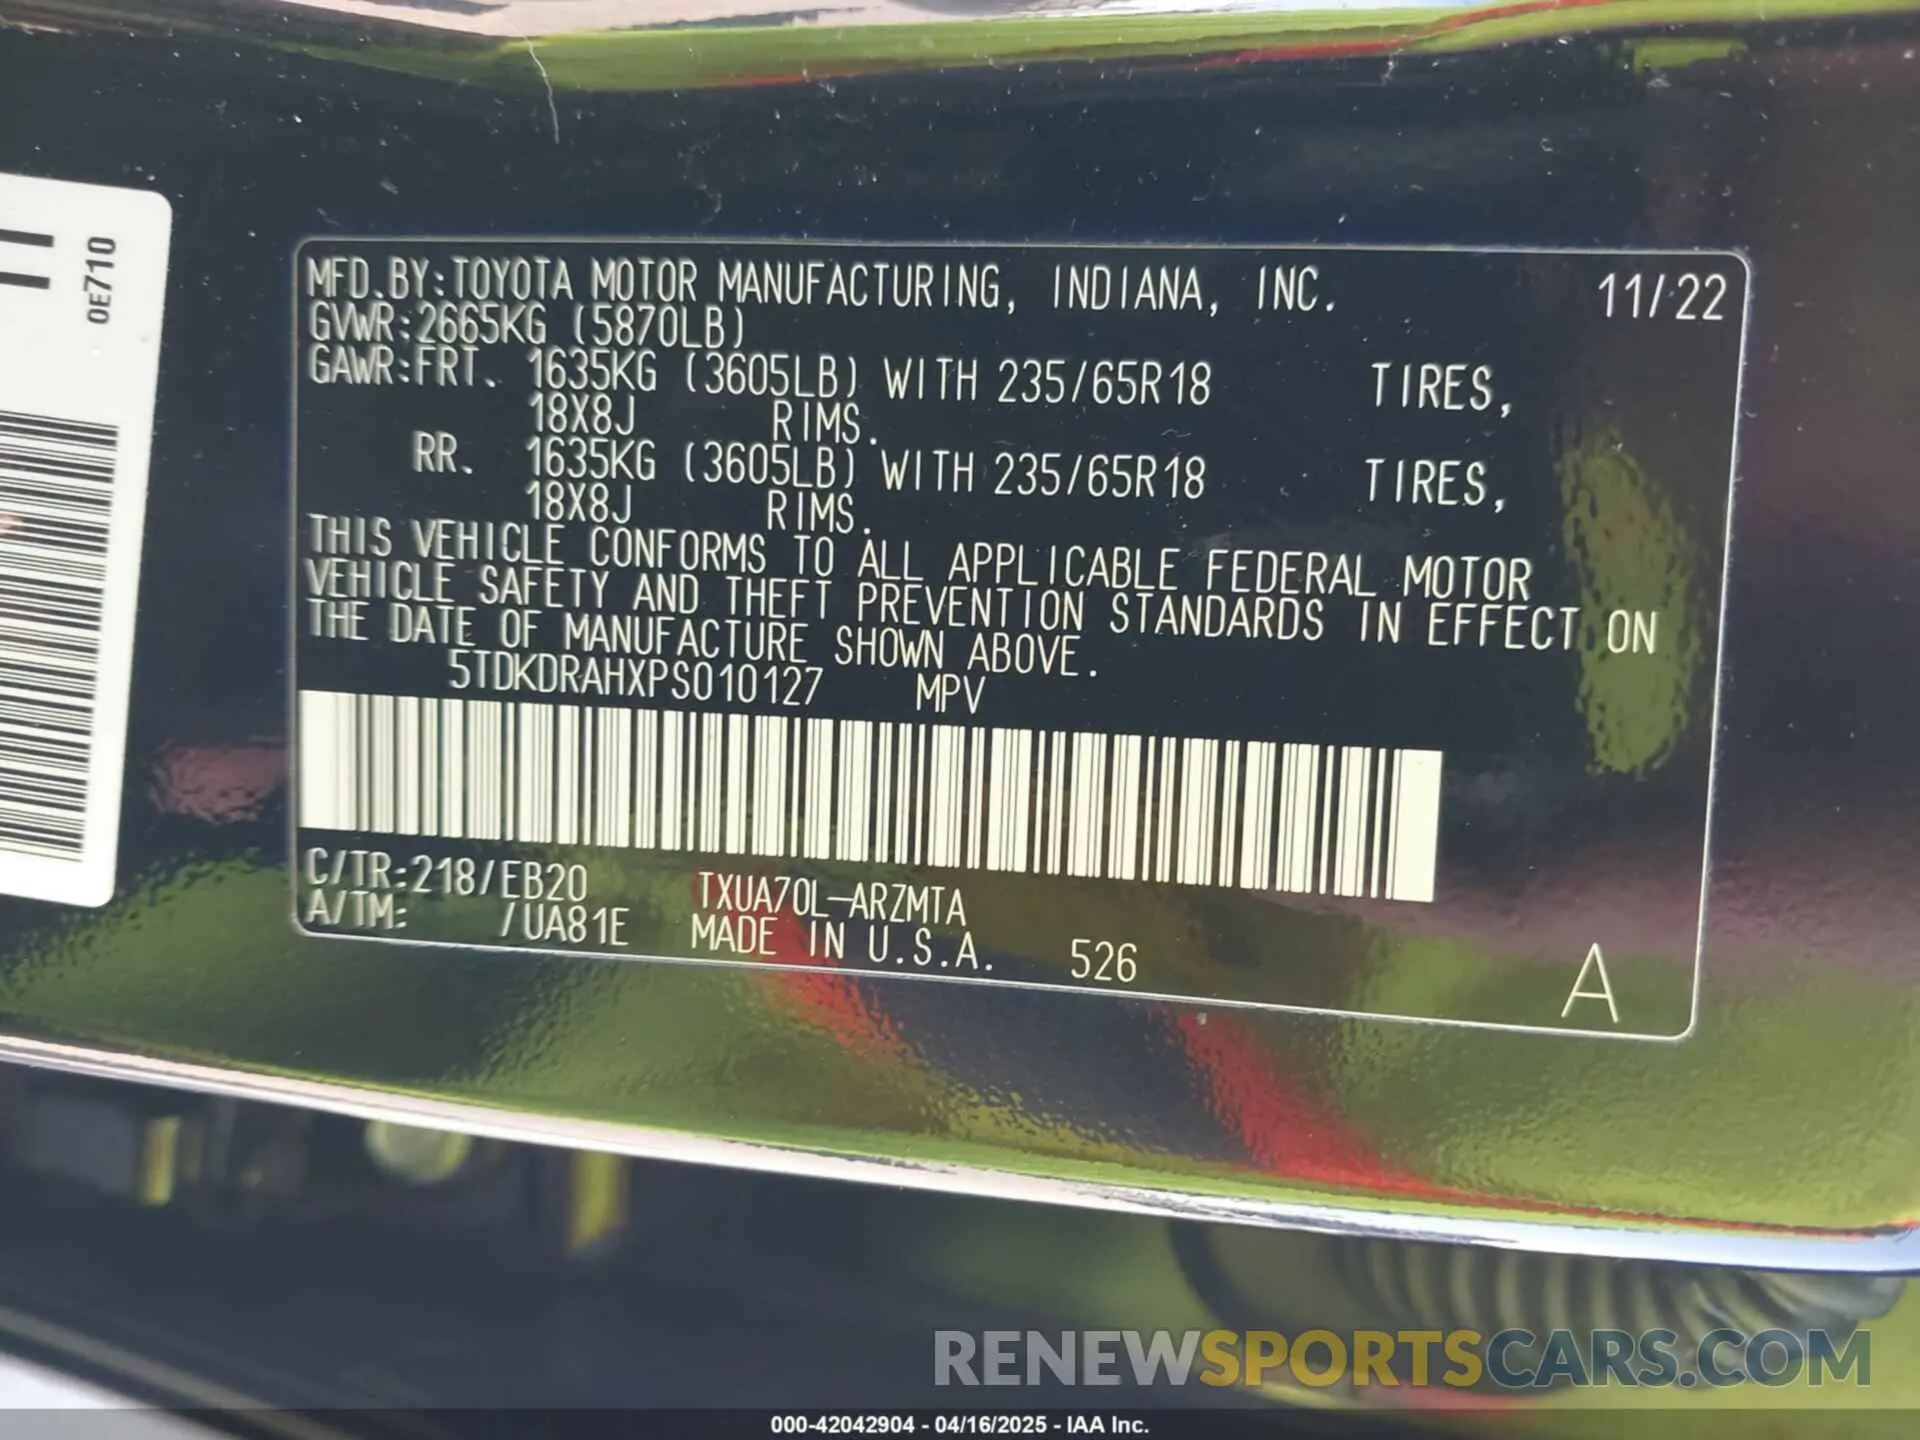 0E710
MFD.BY:TOYOTA MOTOR MANUFACTURING, INDIANA, INC. 11/22
GVWR:2665KG (5870LB)
GAWR:FRT. 1635KG (3605LB) WITH 235/65R18 TIRES,
18X8J RIMS.
RR. 1635KG (3605LB) WITH 235/65R18 TIRES,
18X8J RIMS.
THIS VEHICLE CONFORMS TO ALL APPLICABLE FEDERAL MOTOR
VEHICLE SAFETY AND THEFT PREVENTION STANDARDS IN EFFECT ON
THE DATE OF MANUFACTURE SHOWN ABOVE.
5TDKDRAHXPS010127 MPV
C/TR:218/EB20 TXUA70L-ARZMTA
A/TM: /UA81E MADE IN U.S.A. 526 A
RENEWSPORTSCARS.COM
000-42042904 - 04/16/2025 - IAA Inc.